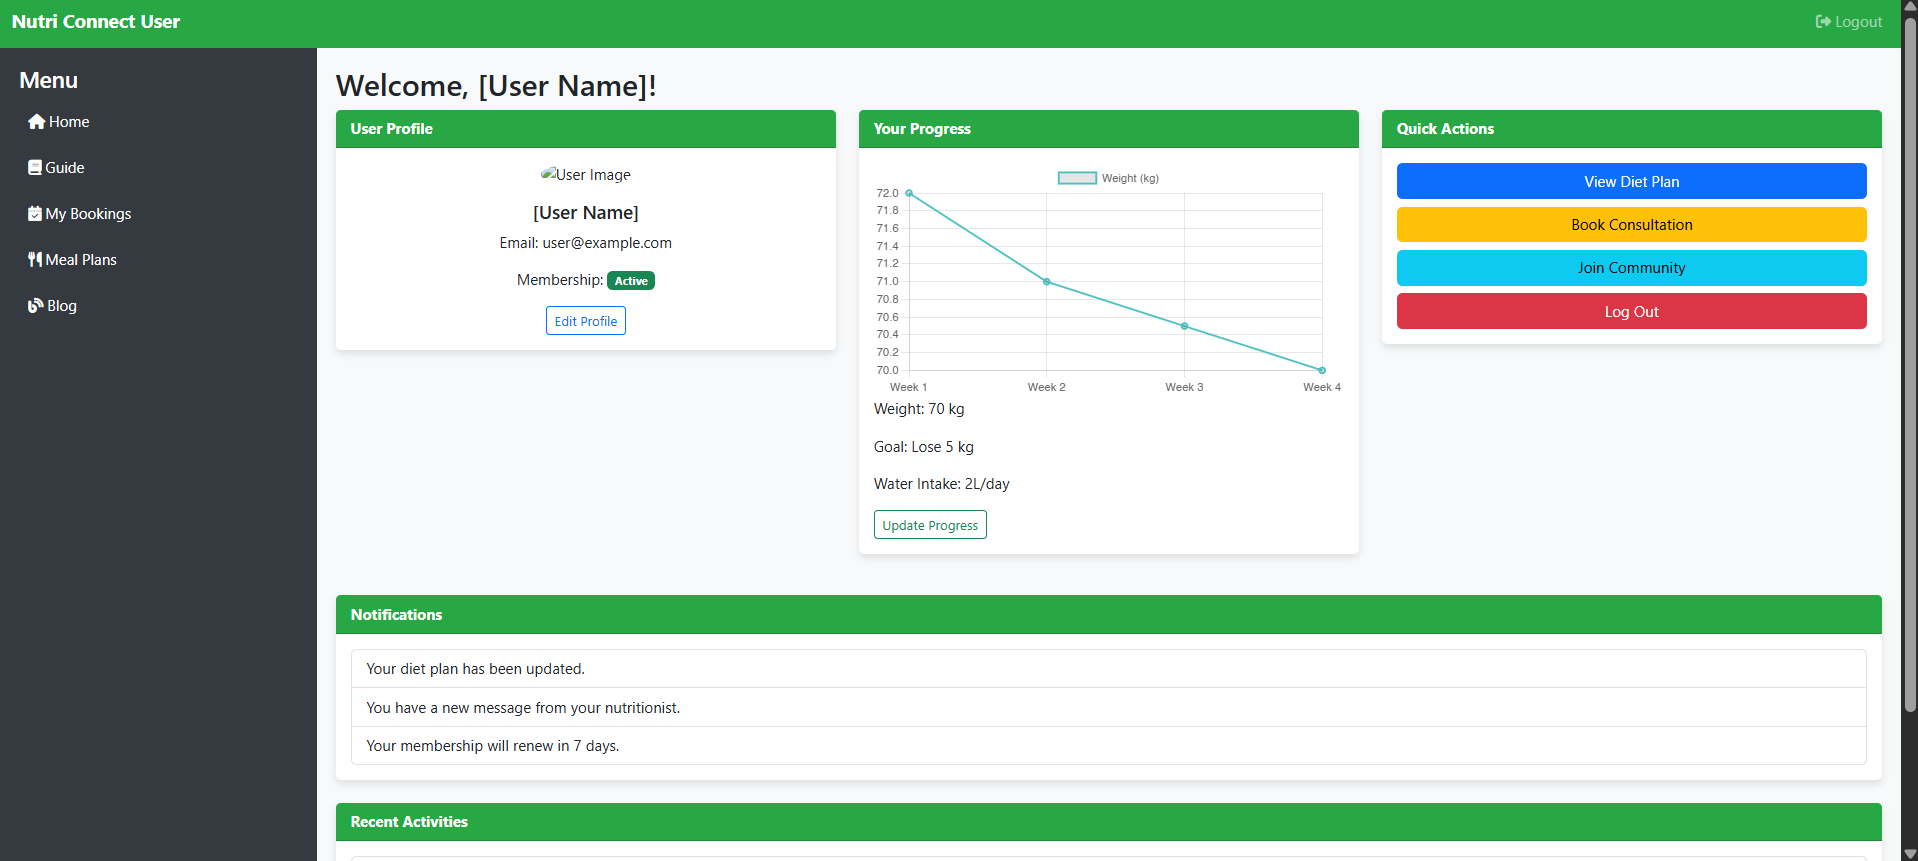 Nutri Connect User
Logout
Menu
Home
Guide
My Bookings
Meal Plans
Blog
Welcome, [User Name]!
User Profile
User Image
[User Name]
Email: user@example.com
Membership: Active
Edit Profile
Your Progress
Weight (kg)
72.0
71.8
71.6
71.4
71.2
71.0
70.8
70.6
70.4
70.2
70.0
Week 1
Week 2
Week 3
Week 4
Weight: 70 kg
Goal: Lose 5 kg
Water Intake: 2L/day
Update Progress
Quick Actions
View Diet Plan
Book Consultation
Join Community
Log Out
Notifications
Your diet plan has been updated.
You have a new message from your nutritionist.
Your membership will renew in 7 days.
Recent Activities